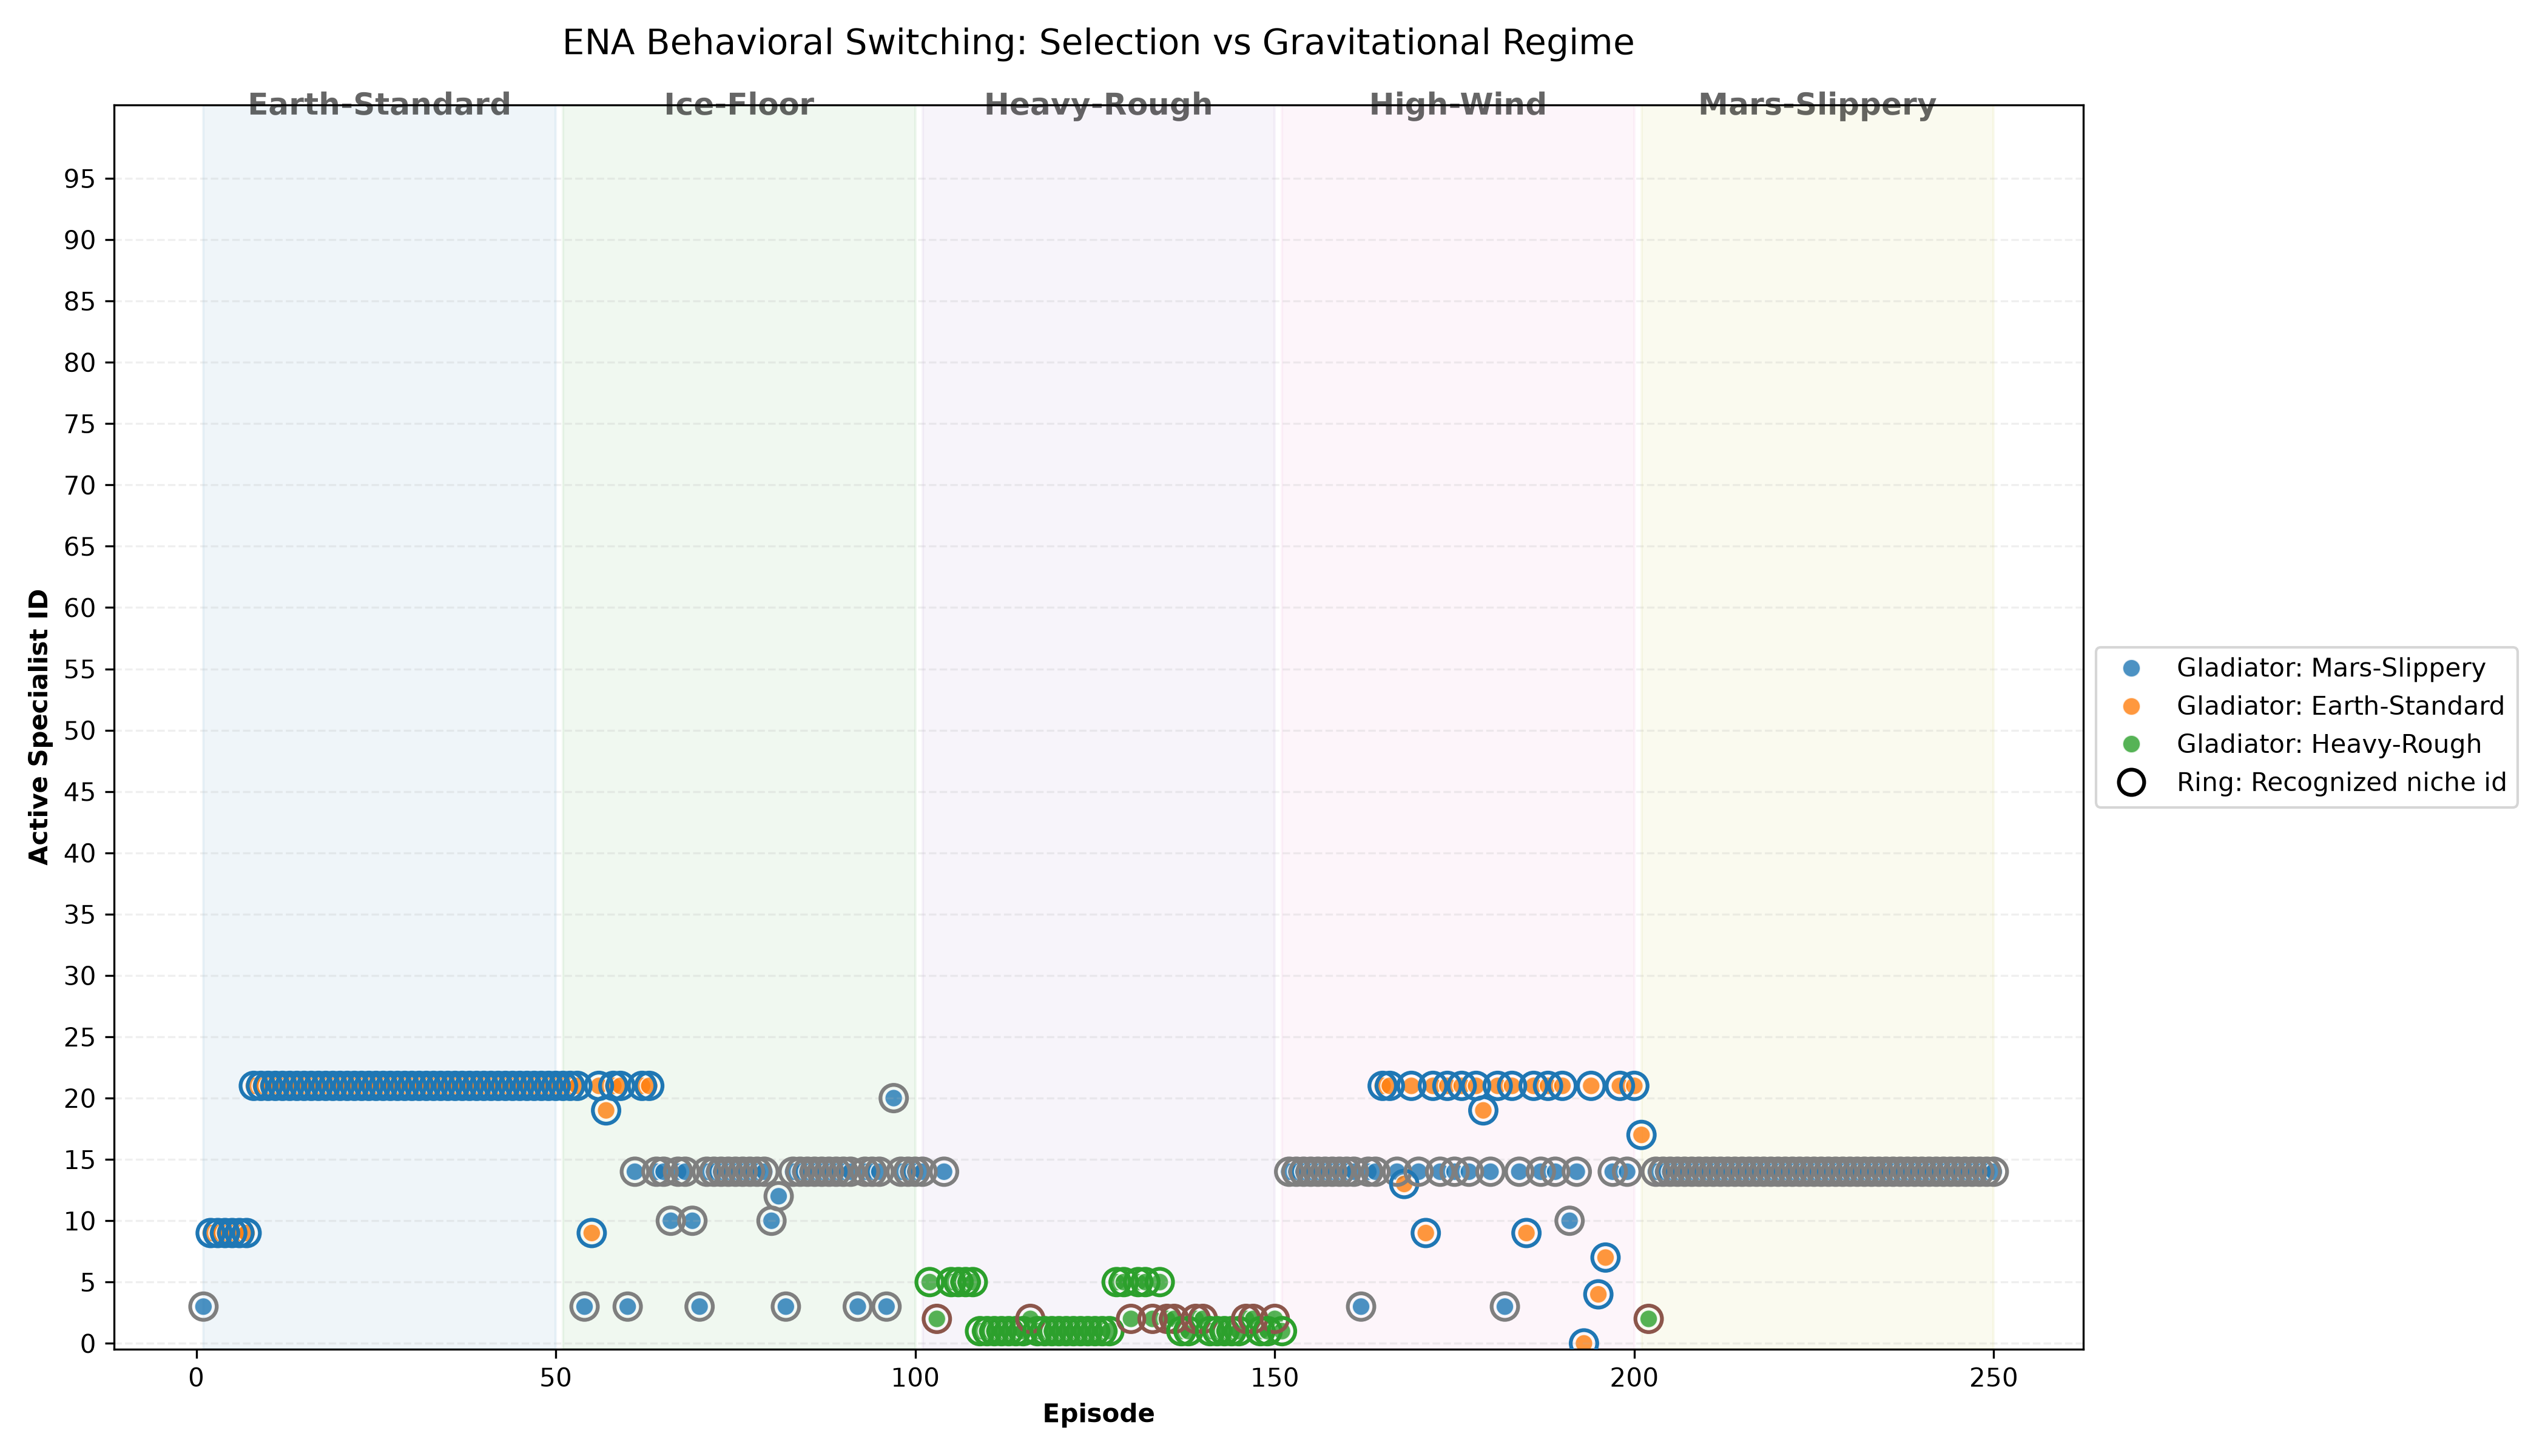 ENA Behavioral Switching: Selection vs Gravitational Regime
Earth-Standard
Ice-Floor
Heavy-Rough
High-Wind
Mars-Slippery
95
90
85
80
75
70
65
60
55
50
45
40
35
30
25
20
15
10
5
0
Active Specialist ID
0
50
100
150
200
250
Episode
Gladiator: Mars-Slippery
Gladiator: Earth-Standard
Gladiator: Heavy-Rough
Ring: Recognized niche id